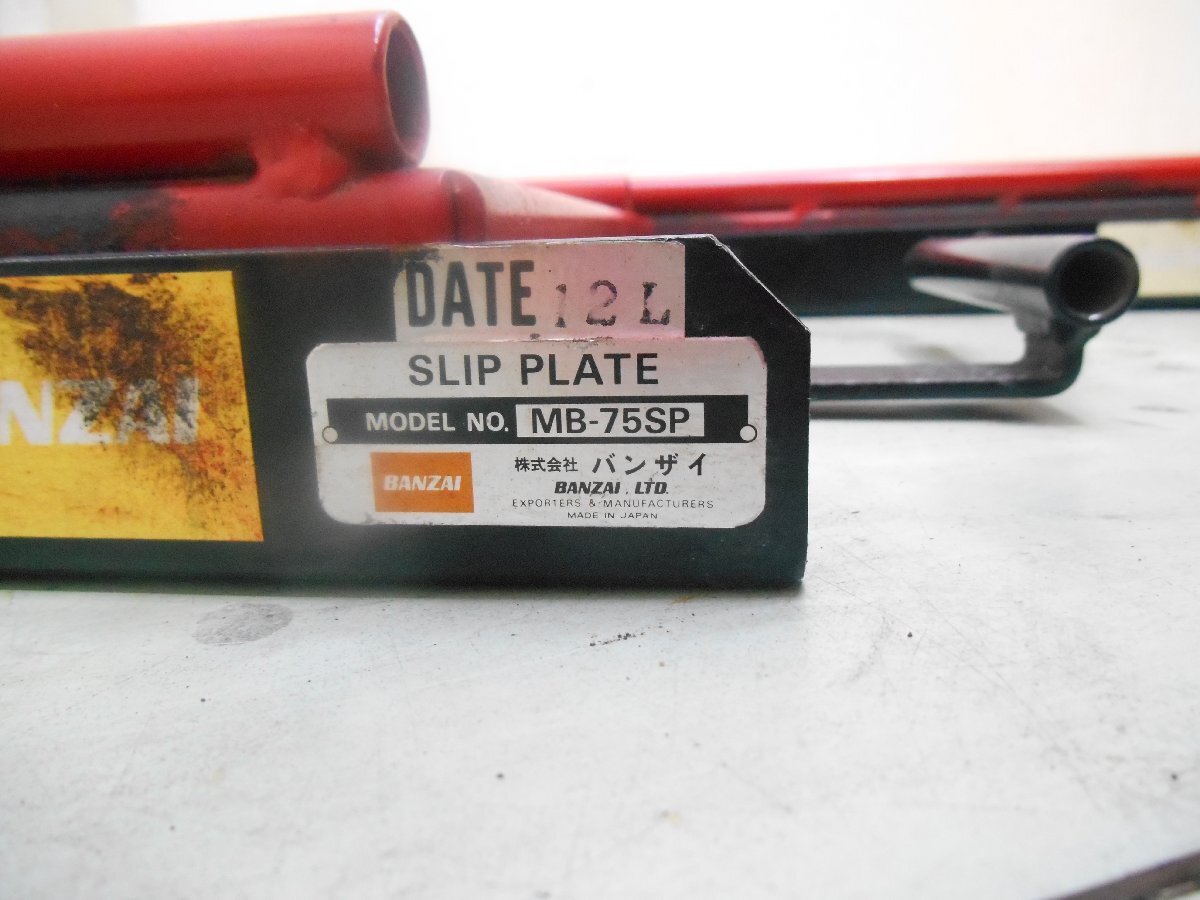 DATE 12L
SLIP PLATE
MODEL NO. MB-75SP
BANZAI
株式会社 バンザイ
BANZAI, LTD.
EXPORTERS & MANUFACTURERS
MADE IN JAPAN
NZAI